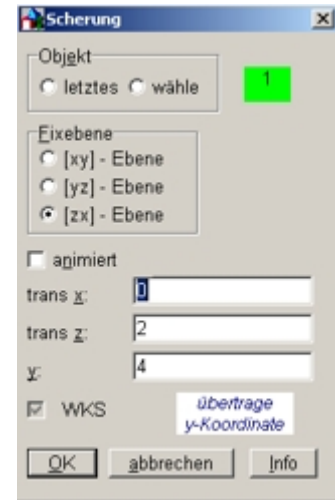 Scherung
Objekt
letztes wähle
1
Fixebene
[xy] - Ebene
[yz] - Ebene
[zx] - Ebene
animiert
trans x: 0
trans z: 2
y: 4
WKS
übertrage
y-Koordinate
OK abbrechen Info